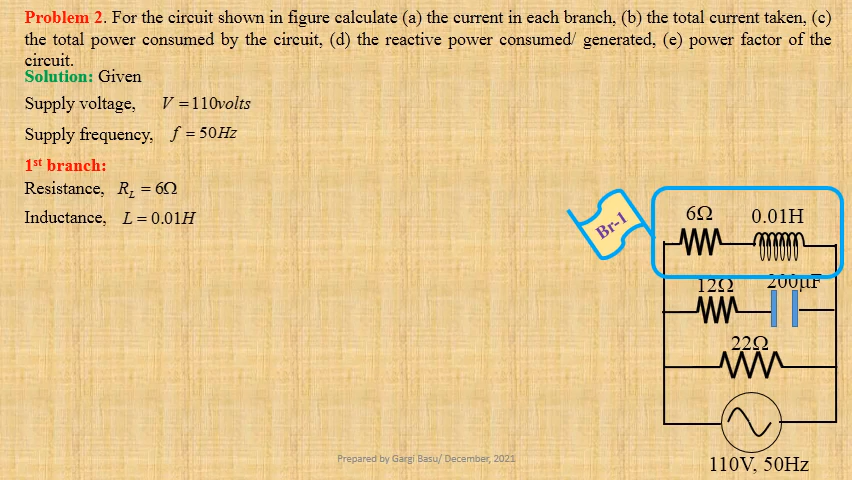 Problem 2. For the circuit shown in figure calculate (a) the current in each branch, (b) the total current taken, (c)
the total power consumed by the circuit, (d) the reactive power consumed/ generated, (e) power factor of the
circuit.
Solution: Given
Supply voltage, V = 110volts
Supply frequency, f = 50Hz
1st branch:
Resistance, R_L = 6Ω
Inductance, L = 0.01H
Br-1
6Ω 0.01H
12Ω 200μF
22Ω
110V, 50Hz
Prepared by Gargi Basu/ December, 2021